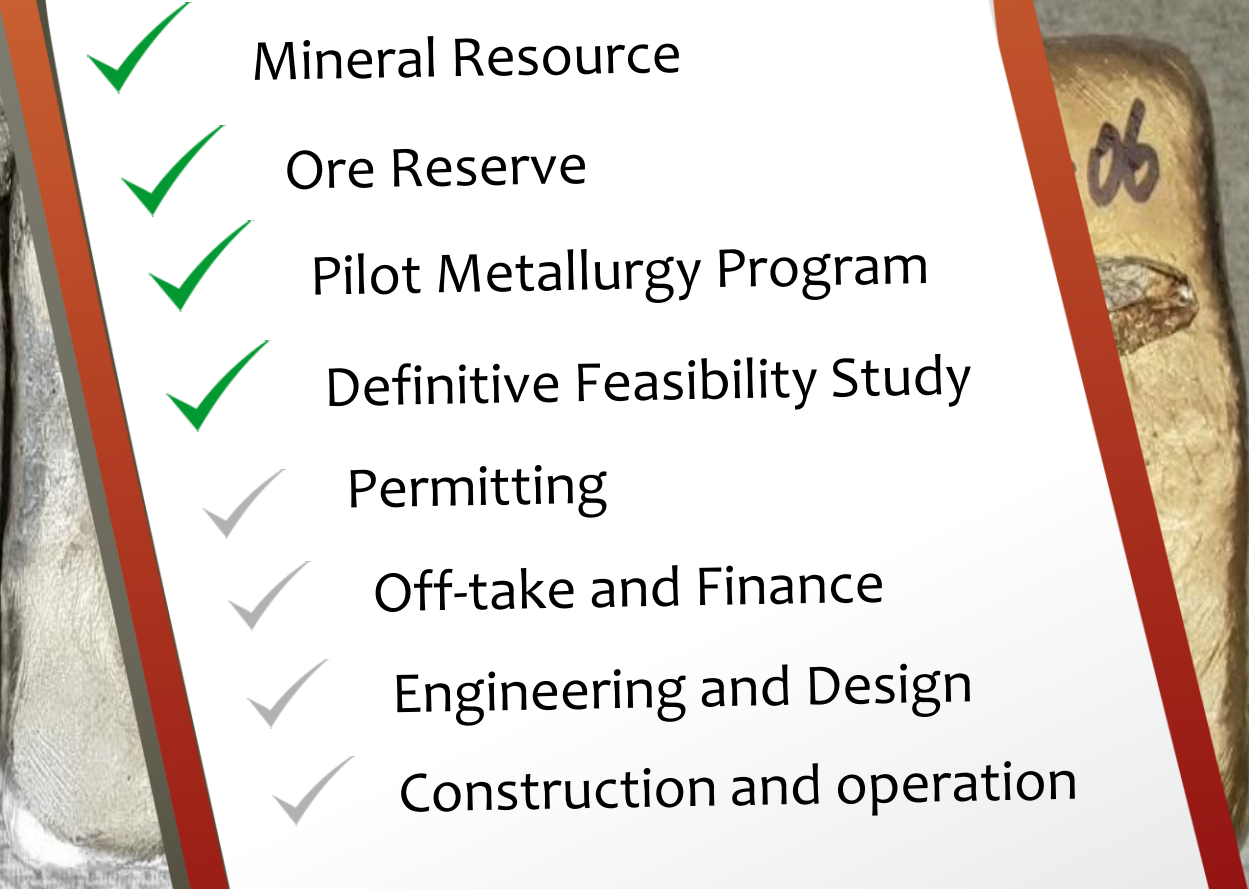 Mineral Resource
Ore Reserve
Pilot Metallurgy Program
Definitive Feasibility Study
Permitting
Off-take and Finance
Engineering and Design
Construction and operation
06